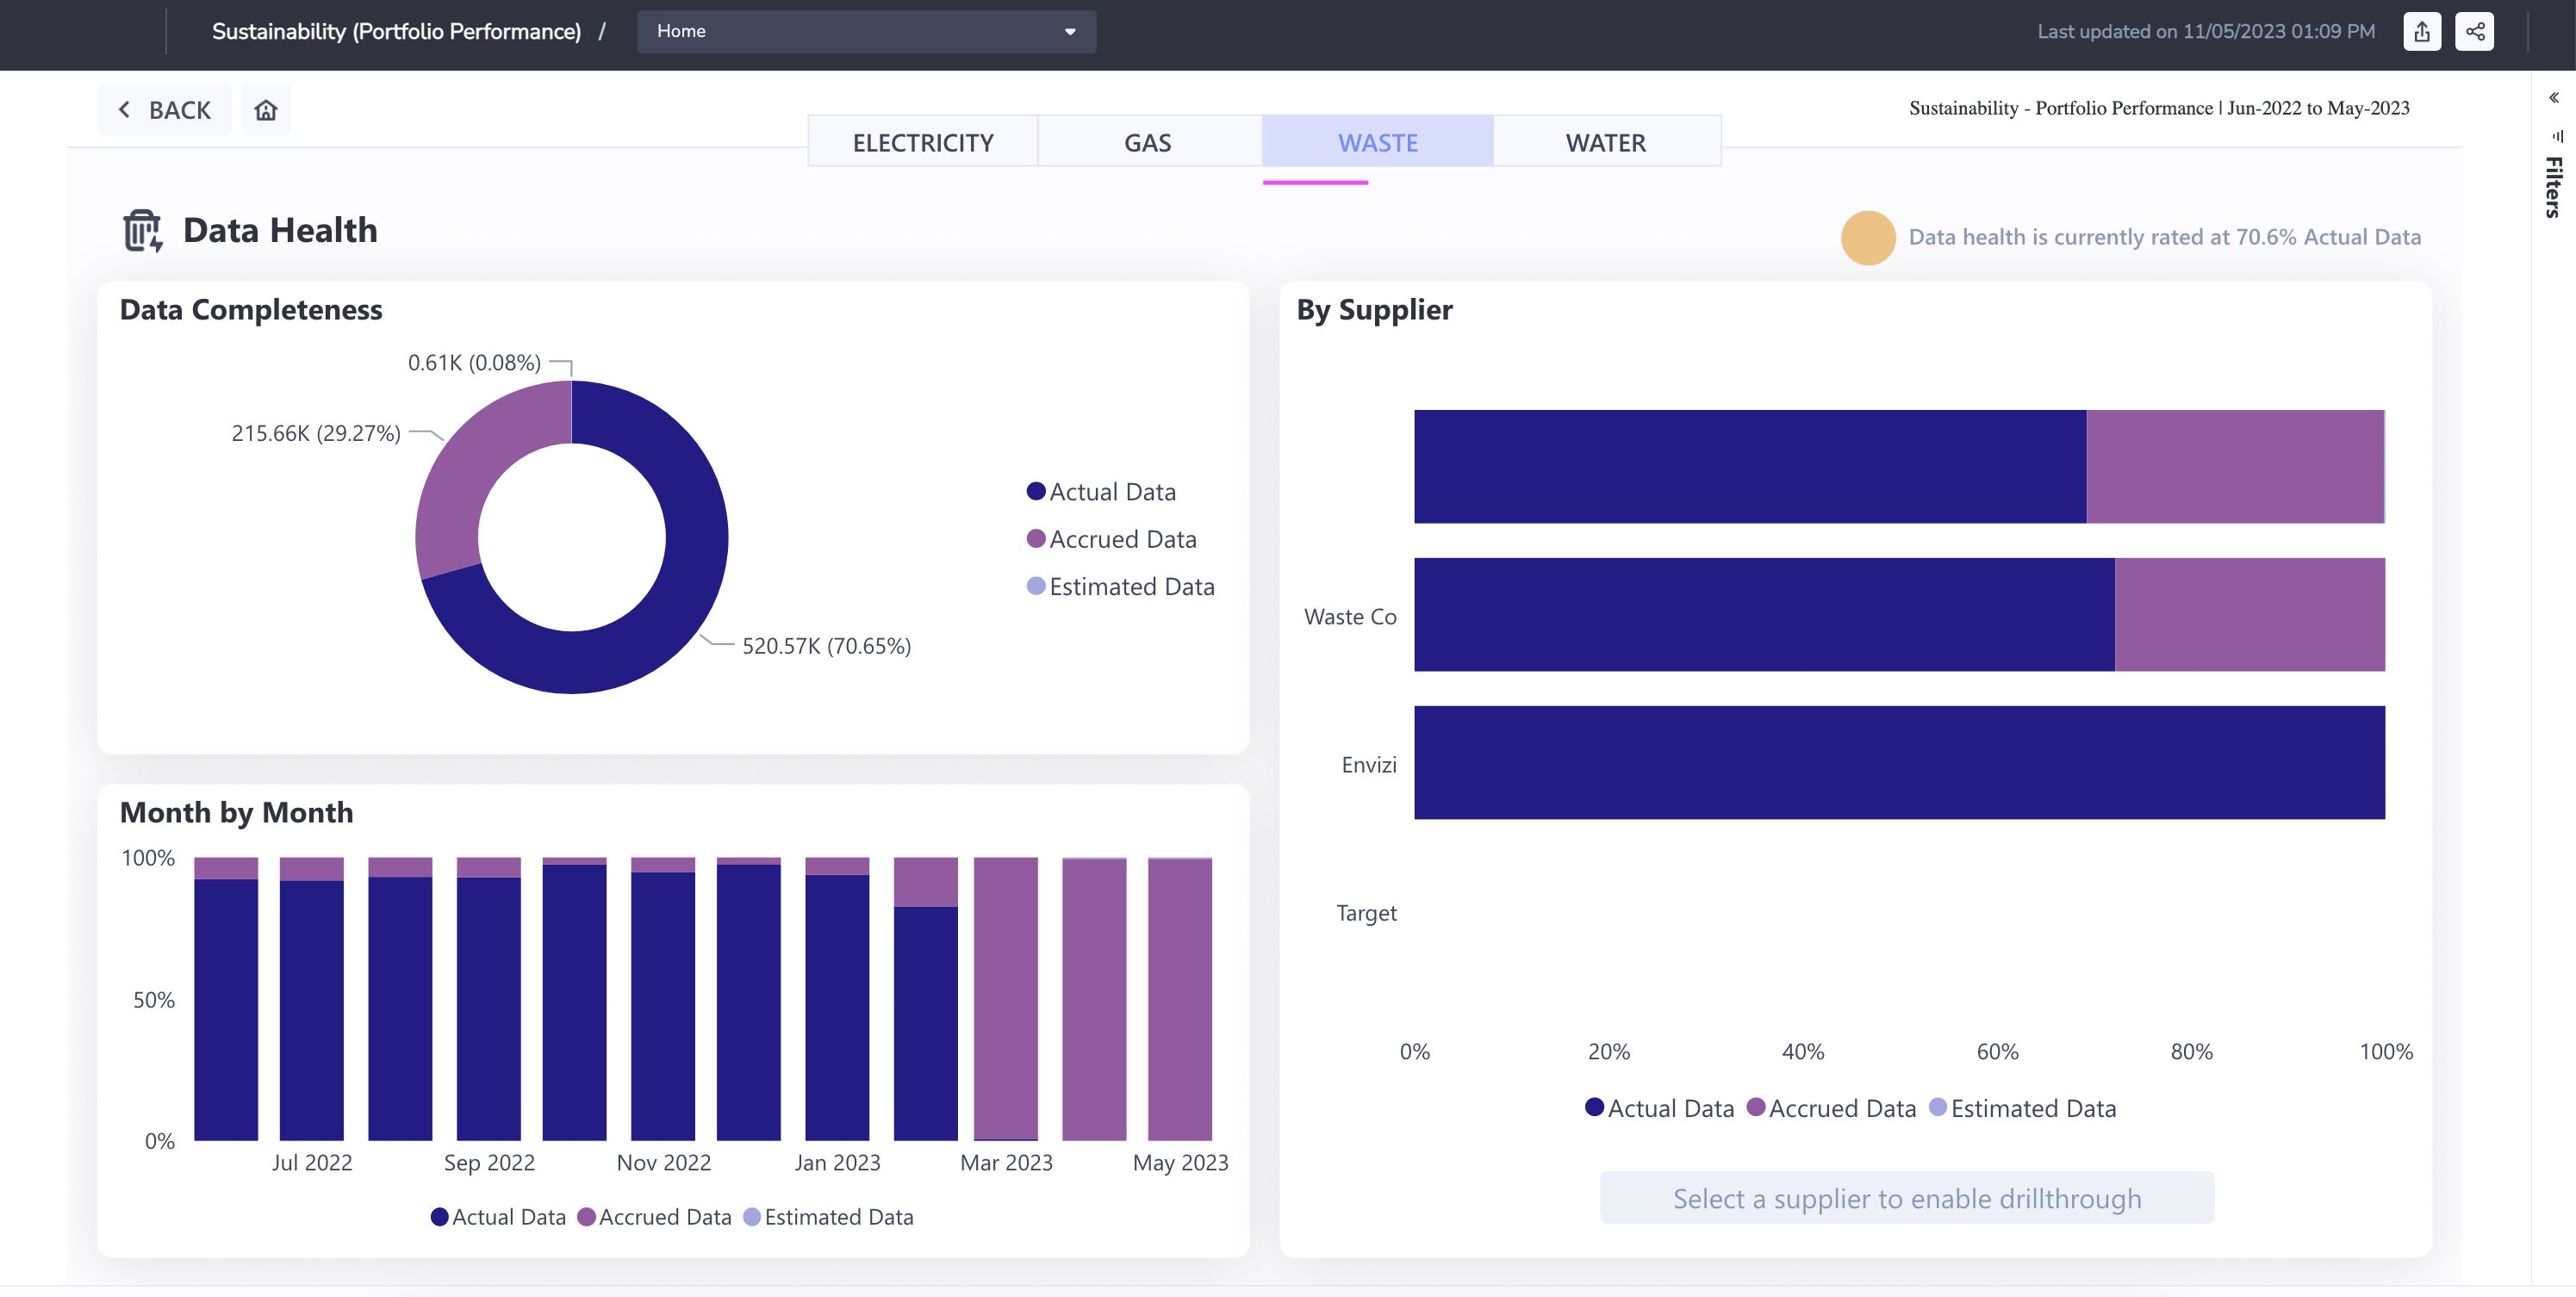 Sustainability (Portfolio Performance) / Home
Last updated on 11/05/2023 01:09 PM
BACK
Sustainability - Portfolio Performance | Jun-2022 to May-2023
ELECTRICITY GAS WASTE WATER
Filters
Data Health
Data health is currently rated at 70.6% Actual Data
Data Completeness
0.61K (0.08%)
215.66K (29.27%)
520.57K (70.65%)
Actual Data
Accrued Data
Estimated Data
Month by Month
100%
50%
0%
Jul 2022 Sep 2022 Nov 2022 Jan 2023 Mar 2023 May 2023
Actual Data Accrued Data Estimated Data
By Supplier
Waste Co
Envizi
Target
0% 20% 40% 60% 80% 100%
Actual Data Accrued Data Estimated Data
Select a supplier to enable drillthrough